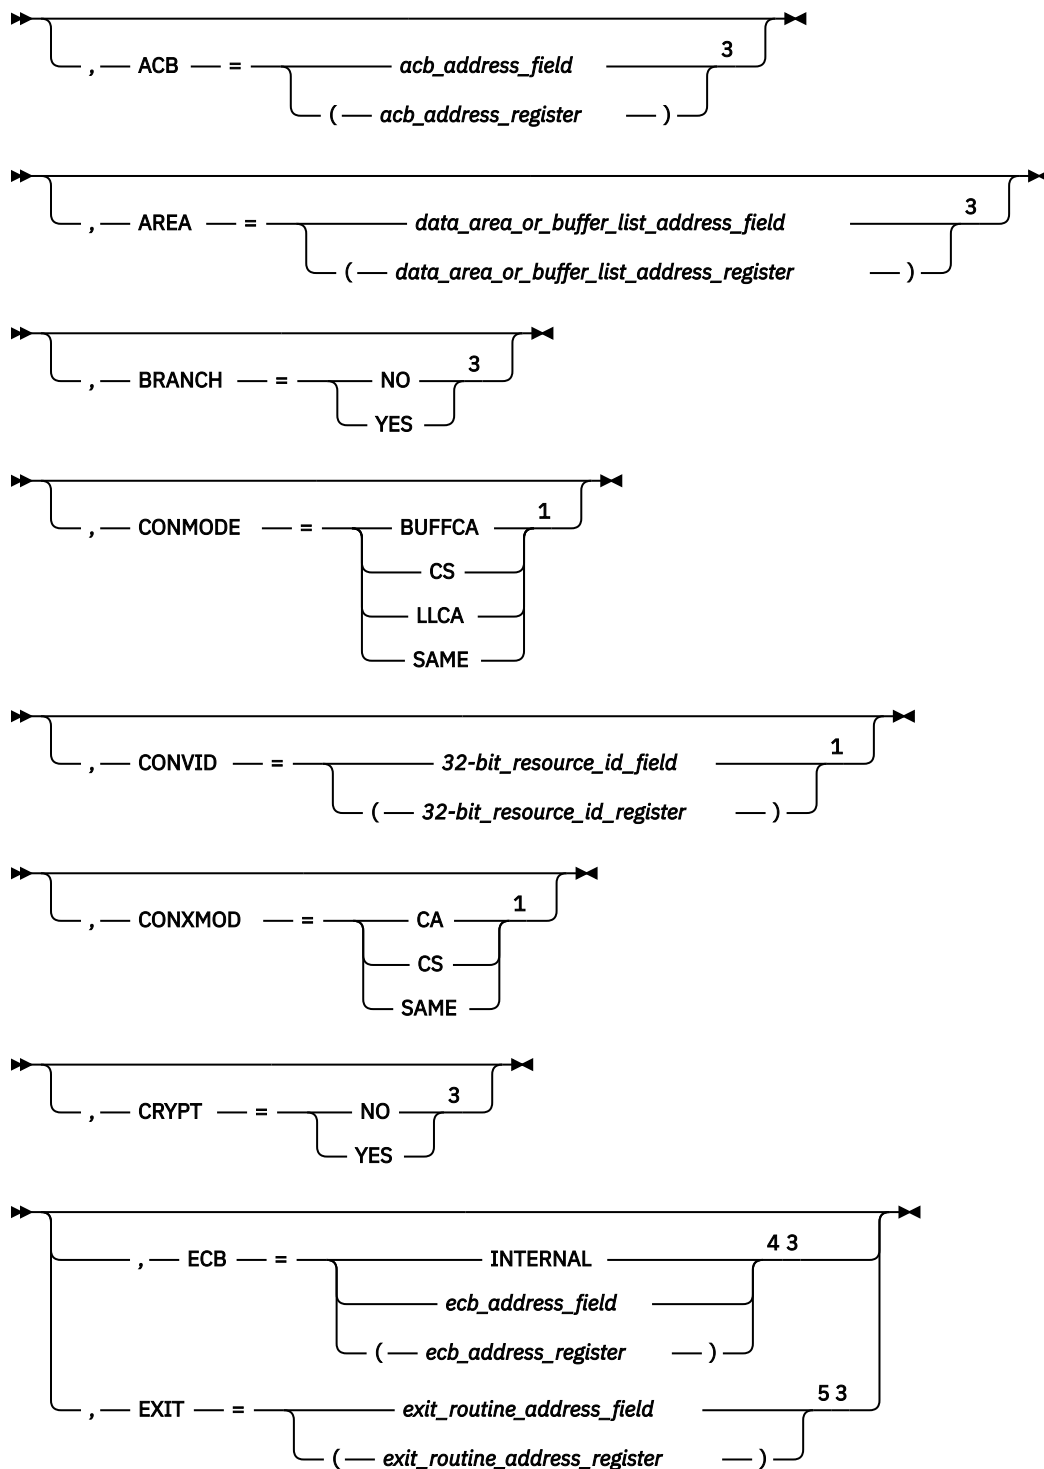 , ACB = acb_address_field 3
( acb_address_register )
, AREA = data_area_or_buffer_list_address_field 3
( data_area_or_buffer_list_address_register )
, BRANCH = NO 3
YES
, CONMODE = BUFFCA 1
CS
LLCA
SAME
, CONVID = 32-bit_resource_id_field 1
( 32-bit_resource_id_register )
, CONXMOD = CA 1
CS
SAME
, CRYPT = NO 3
YES
, ECB = INTERNAL 4 3
ecb_address_field
( ecb_address_register )
, EXIT = exit_routine_address_field 5 3
( exit_routine_address_register )